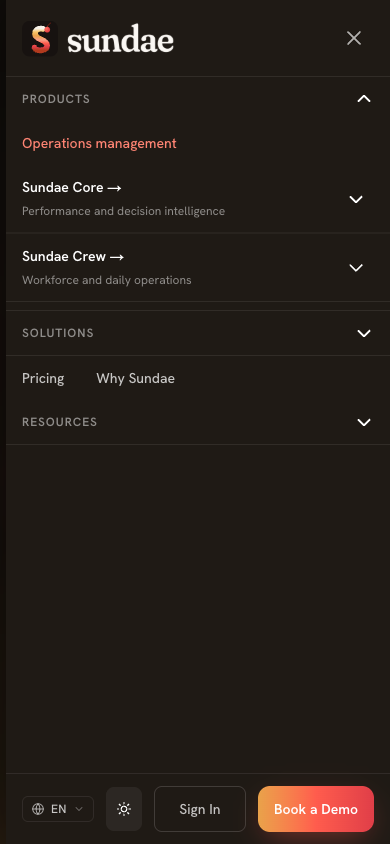 sundae
PRODUCTS
Operations management
Sundae Core →
Performance and decision intelligence
Sundae Crew →
Workforce and daily operations
SOLUTIONS
Pricing Why Sundae
RESOURCES
EN Sign In Book a Demo